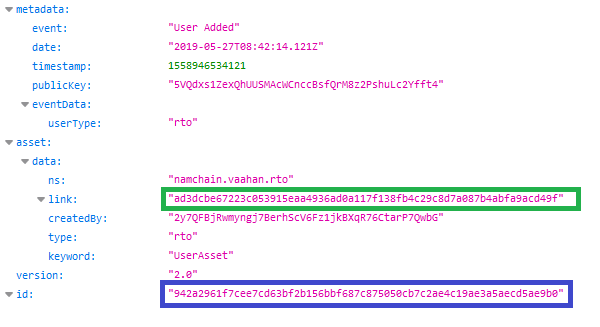 metadata:
event: "User Added"
date: "2019-05-27T08:42:14.121Z"
timestamp: 1558946534121
publicKey: "5VQdxs1ZexQhUUSMAcWCnccBsfQrM8z2PshuLc2Yfft4"
eventData:
userType: "rto"
asset:
data:
ns: "namchain.vaahan.rto"
link: "ad3dcbe67223c053915eaa4936ad0a117f138fb4c29c8d7a087b4abfa9acd49f"
createdBy: "2y7QFBjRwmyngj7BerhScV6Fz1jkBXqR76CtarP7QwbG"
type: "rto"
keyword: "UserAsset"
version: "2.0"
id: "942a2961f7cee7cd63bf2b156bbf687c875050cb7c2ae4c19ae3a5aecd5ae9b0"